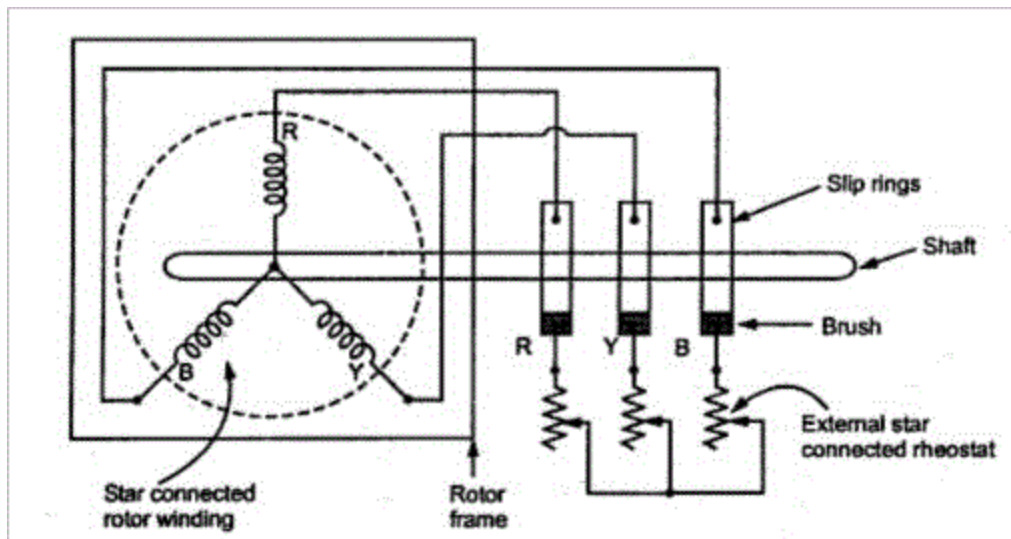 R
Slip rings
Shaft
B
Y
R
Y
B
Brush
External star
connected rheostat
Star connected
rotor winding
Rotor
frame